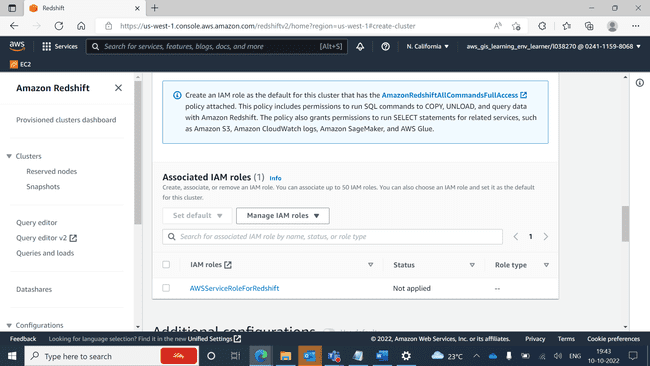 Redshift
https://us-west-1.console.aws.amazon.com/redshiftv2/home?region=us-west-1#create-cluster
aws
Services
Search for services, features, blogs, docs, and more
[Alt+S]
N. California
aws_gis_learning_env_learner/l038270 @ 0241-1159-8068
EC2
Amazon Redshift
Provisioned clusters dashboard
Clusters
Reserved nodes
Snapshots
Query editor
Query editor v2
Queries and loads
Datashares
Configurations
Create an IAM role as the default for this cluster that has the AmazonRedshiftAllCommandsFullAccess
policy attached. This policy includes permissions to run SQL commands to COPY, UNLOAD, and query data
with Amazon Redshift. The policy also grants permissions to run SELECT statements for related services, such
as Amazon S3, Amazon CloudWatch logs, Amazon SageMaker, and AWS Glue.
Associated IAM roles (1) Info
Create, associate, or remove an IAM role. You can associate up to 50 IAM roles. You can also choose an IAM role and set it as the default
for this cluster.
Set default
Manage IAM roles
Search for associated IAM role by name, status, or role type
1
IAM roles
Status
Role type
AWSServiceRoleForRedshift
Not applied
--
Additional configurations
Feedback
Looking for language selection? Find it in the new Unified Settings
© 2022, Amazon Web Services, Inc. or its affiliates.
Privacy
Terms
Cookie preferences
Type here to search
23°C
ENG
19:43
10-10-2022